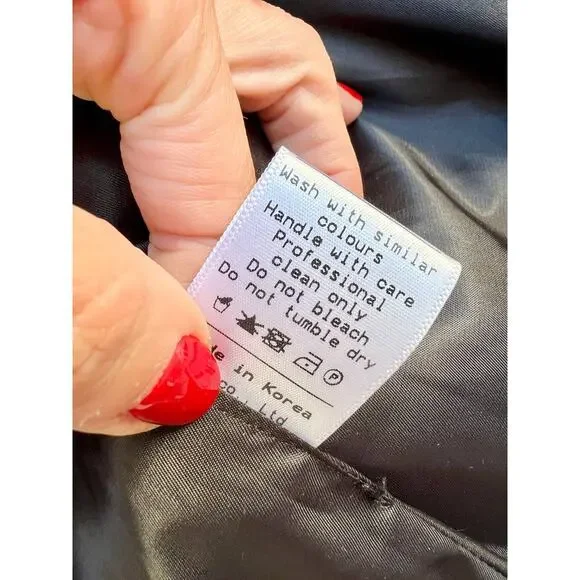 Wash with similar
colours
Handle with care
Professional
clean only
Do not bleach
Do not tumble dry
P
in Korea
Co., Ltd